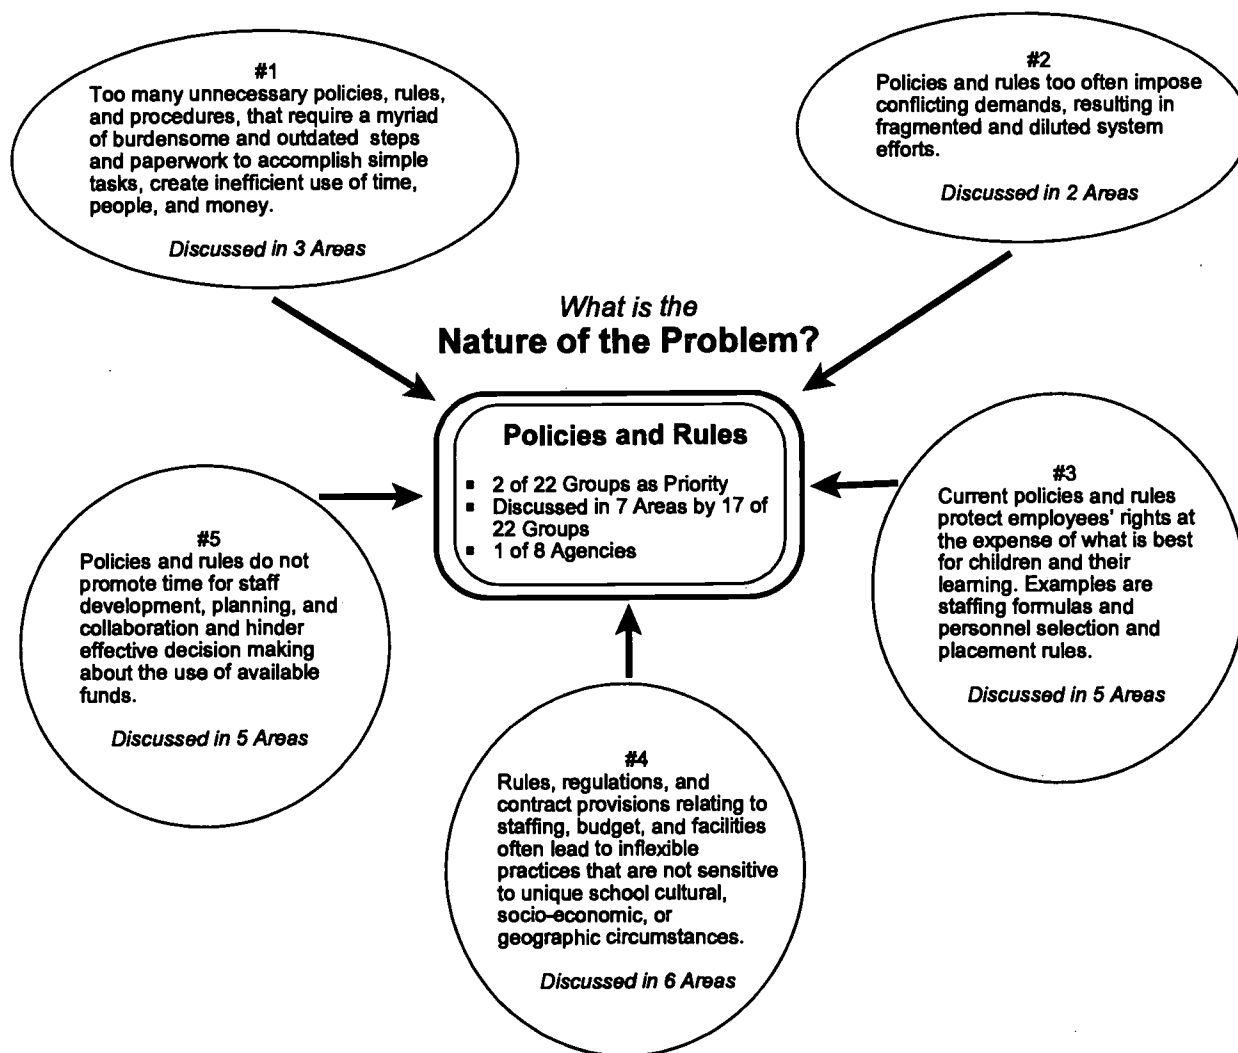 #1
Too many unnecessary policies, rules,
and procedures, that require a myriad
of burdensome and outdated steps
and paperwork to accomplish simple
tasks, create inefficient use of time,
people, and money.
Discussed in 3 Areas
#2
Policies and rules too often impose
conflicting demands, resulting in
fragmented and diluted system
efforts.
Discussed in 2 Areas
What is the
Nature of the Problem?
Policies and Rules
▪ 2 of 22 Groups as Priority
▪ Discussed in 7 Areas by 17 of
22 Groups
▪ 1 of 8 Agencies
#3
Current policies and rules
protect employees' rights at
the expense of what is best
for children and their
learning. Examples are
staffing formulas and
personnel selection and
placement rules.
Discussed in 5 Areas
#5
Policies and rules do not
promote time for staff
development, planning, and
collaboration and hinder
effective decision making
about the use of available
funds.
Discussed in 5 Areas
#4
Rules, regulations, and
contract provisions relating to
staffing, budget, and facilities
often lead to inflexible
practices that are not sensitive
to unique school cultural,
socio-economic, or
geographic circumstances.
Discussed in 6 Areas